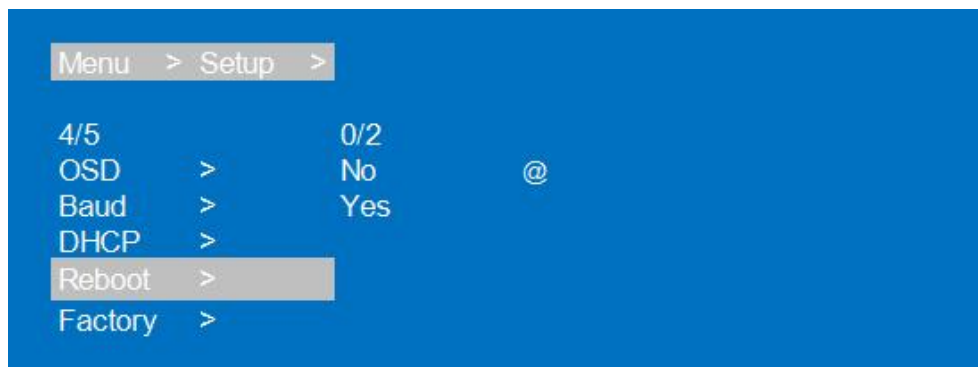 Menu > Setup >
4/5 0/2
OSD > No @
Baud > Yes
DHCP >
Reboot >
Factory >